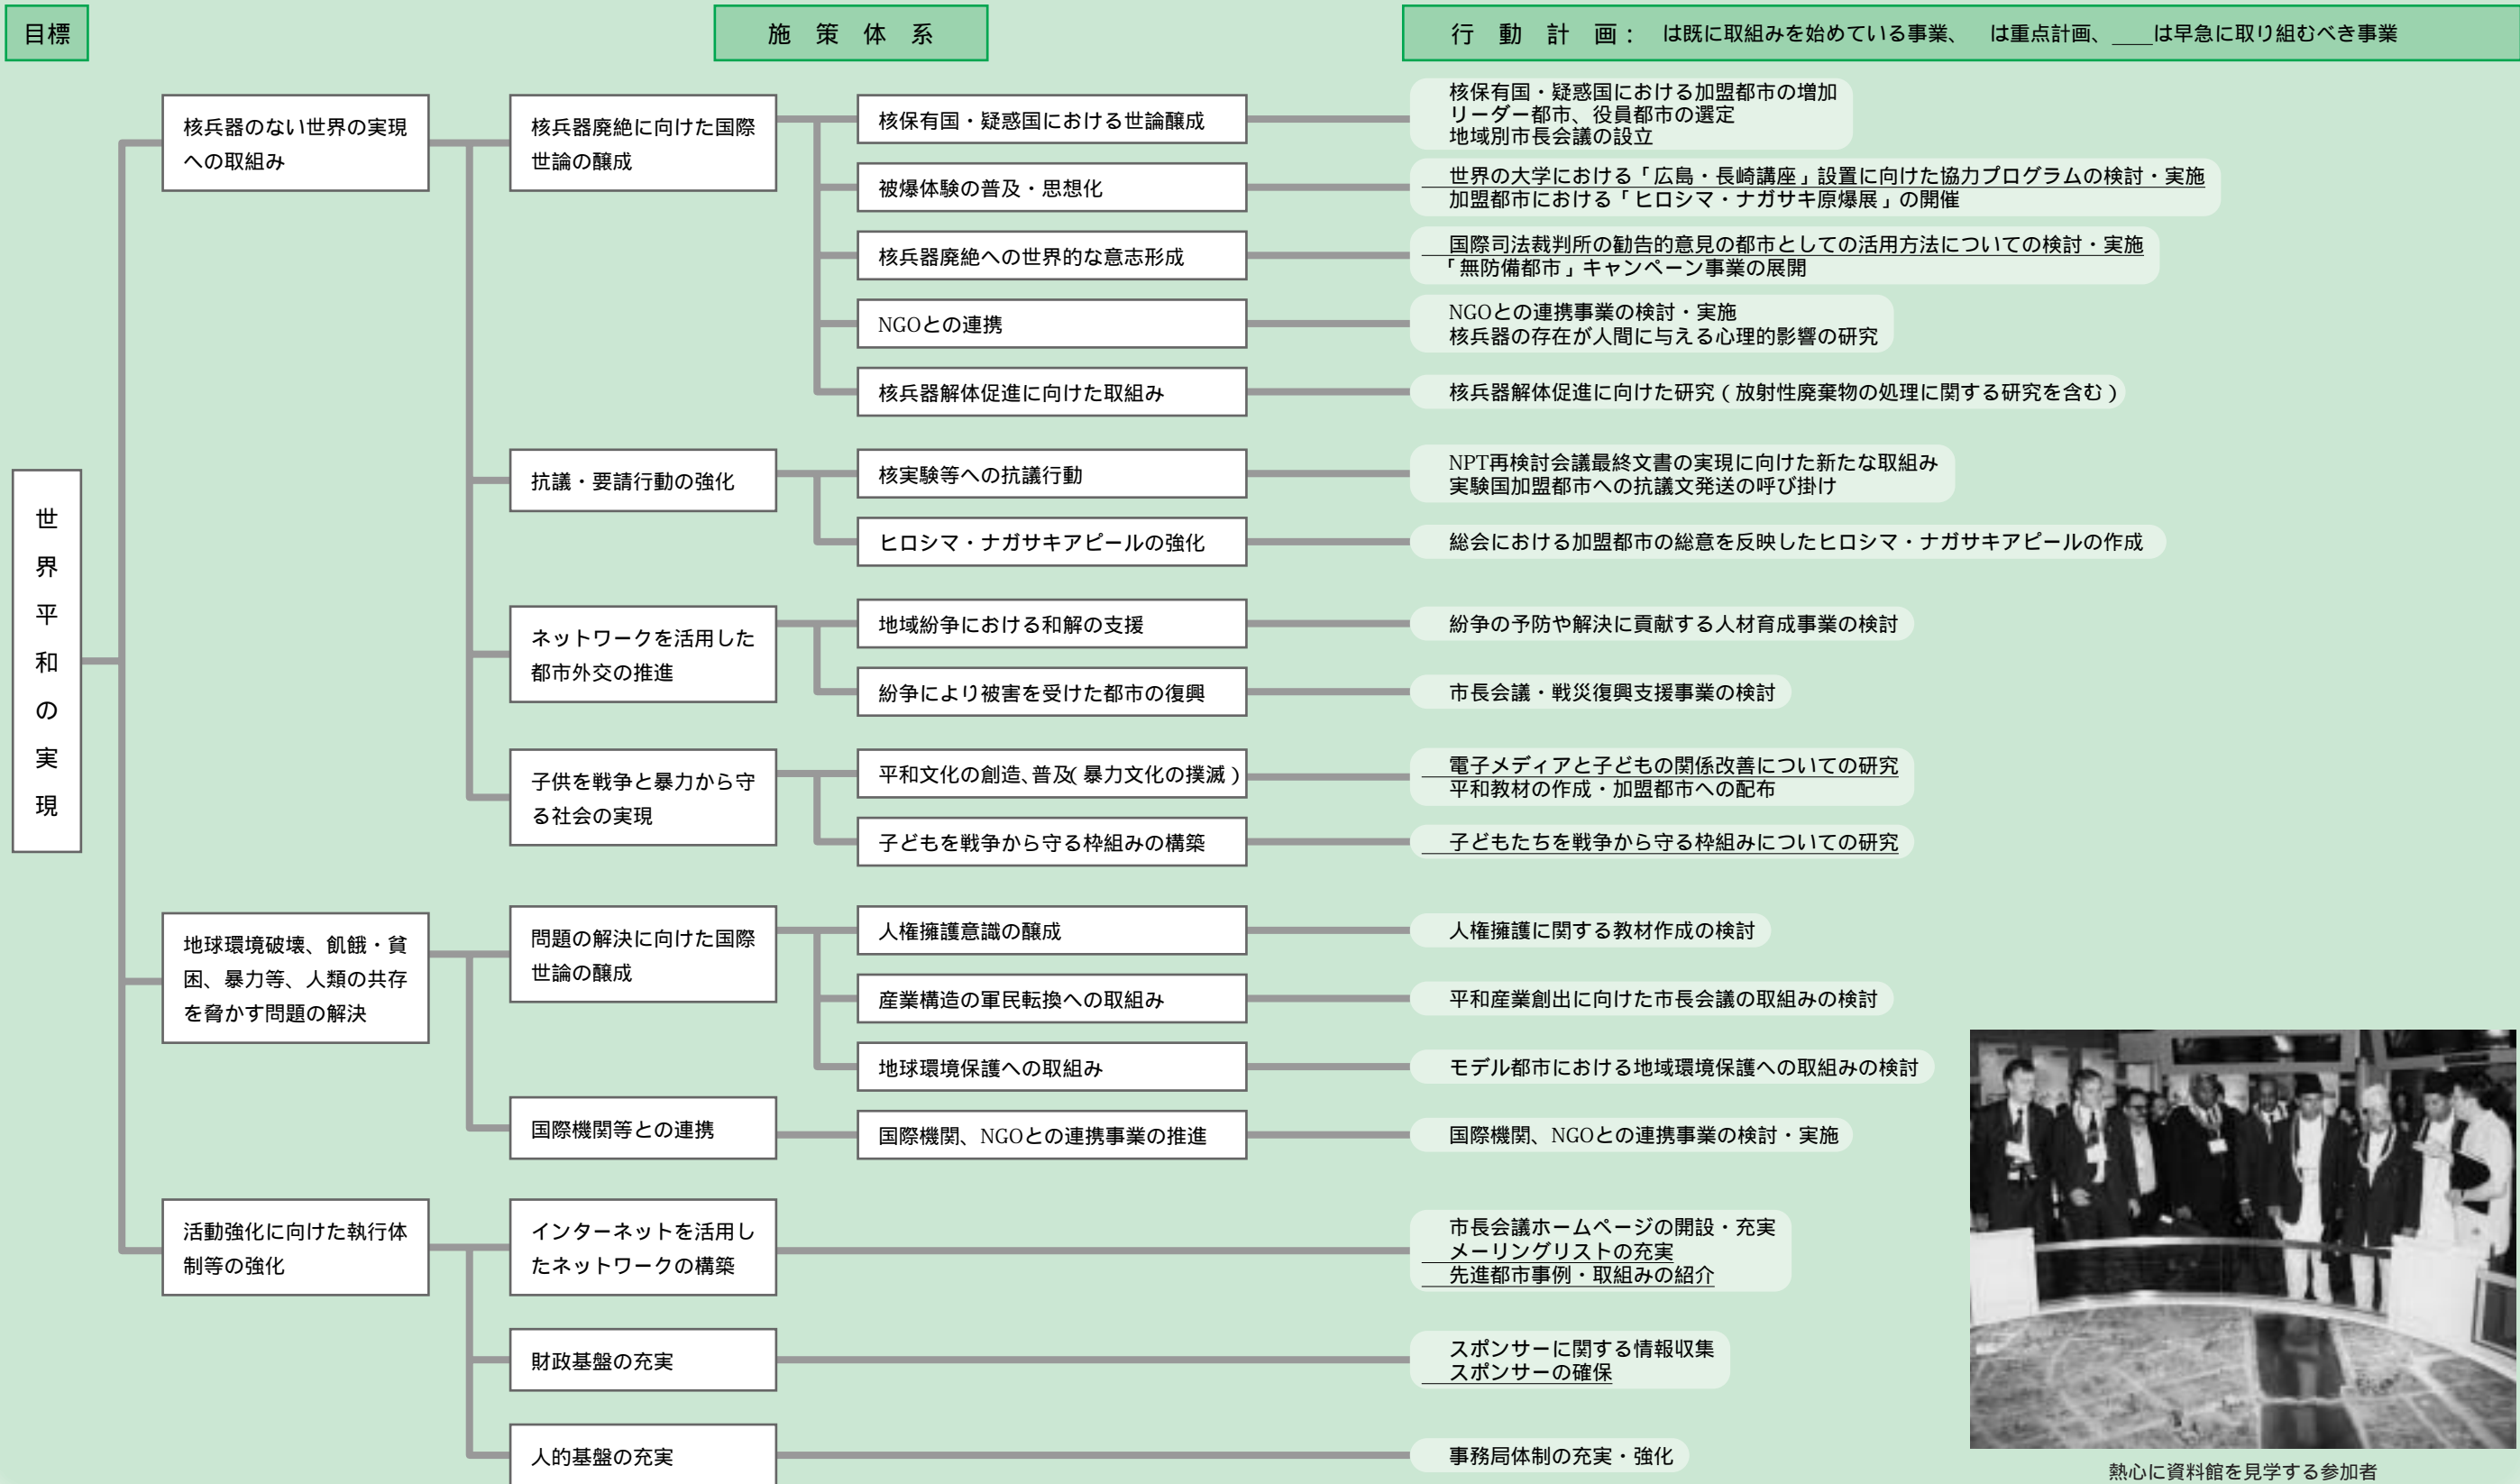 目標
施策体系
行動計画： は既に取組みを始めている事業、 は重点計画、____は早急に取り組むべき事業
世界平和の実現
核兵器のない世界の実現
への取組み
核兵器廃絶に向けた国際
世論の醸成
核保有国・疑惑国における世論醸成
核保有国・疑惑国における加盟都市の増加
リーダー都市、役員都市の選定
地域別市長会議の設立
被爆体験の普及・思想化
世界の大学における「広島・長崎講座」設置に向けた協力プログラムの検討・実施
加盟都市における「ヒロシマ・ナガサキ原爆展」の開催
核兵器廃絶への世界的な意志形成
国際司法裁判所の勧告的意見の都市としての活用方法についての検討・実施
「無防備都市」キャンペーン事業の展開
NGOとの連携
NGOとの連携事業の検討・実施
核兵器の存在が人間に与える心理的影響の研究
核兵器解体促進に向けた取組み
核兵器解体促進に向けた研究（放射性廃棄物の処理に関する研究を含む）
抗議・要請行動の強化
核実験等への抗議行動
NPT再検討会議最終文書の実現に向けた新たな取組み
実験国加盟都市への抗議文発送の呼び掛け
ヒロシマ・ナガサキアピールの強化
総会における加盟都市の総意を反映したヒロシマ・ナガサキアピールの作成
ネットワークを活用した
都市外交の推進
地域紛争における和解の支援
紛争の予防や解決に貢献する人材育成事業の検討
紛争により被害を受けた都市の復興
市長会議・戦災復興支援事業の検討
子供を戦争と暴力から守
る社会の実現
平和文化の創造、普及（暴力文化の撲滅）
電子メディアと子どもの関係改善についての研究
平和教材の作成・加盟都市への配布
子どもを戦争から守る枠組みの構築
子どもたちを戦争から守る枠組みについての研究
地球環境破壊、飢餓・貧
困、暴力等、人類の共存
を脅かす問題の解決
問題の解決に向けた国際
世論の醸成
人権擁護意識の醸成
人権擁護に関する教材作成の検討
産業構造の軍民転換への取組み
平和産業創出に向けた市長会議の取組みの検討
地球環境保護への取組み
モデル都市における地域環境保護への取組みの検討
国際機関等との連携
国際機関、NGOとの連携事業の推進
国際機関、NGOとの連携事業の検討・実施
活動強化に向けた執行体
制等の強化
インターネットを活用し
たネットワークの構築
市長会議ホームページの開設・充実
メーリングリストの充実
先進都市事例・取組みの紹介
財政基盤の充実
スポンサーに関する情報収集
スポンサーの確保
人的基盤の充実
事務局体制の充実・強化
熱心に資料館を見学する参加者